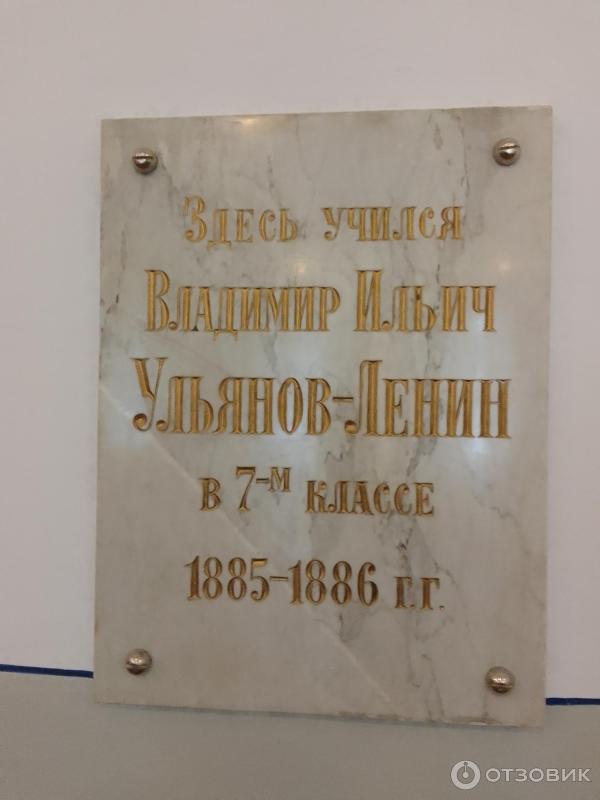 Здесь учился
Владимир Ильич
Ульянов-Ленин
в 7-м классе
1885-1886 г.г.
ОТЗОВИК